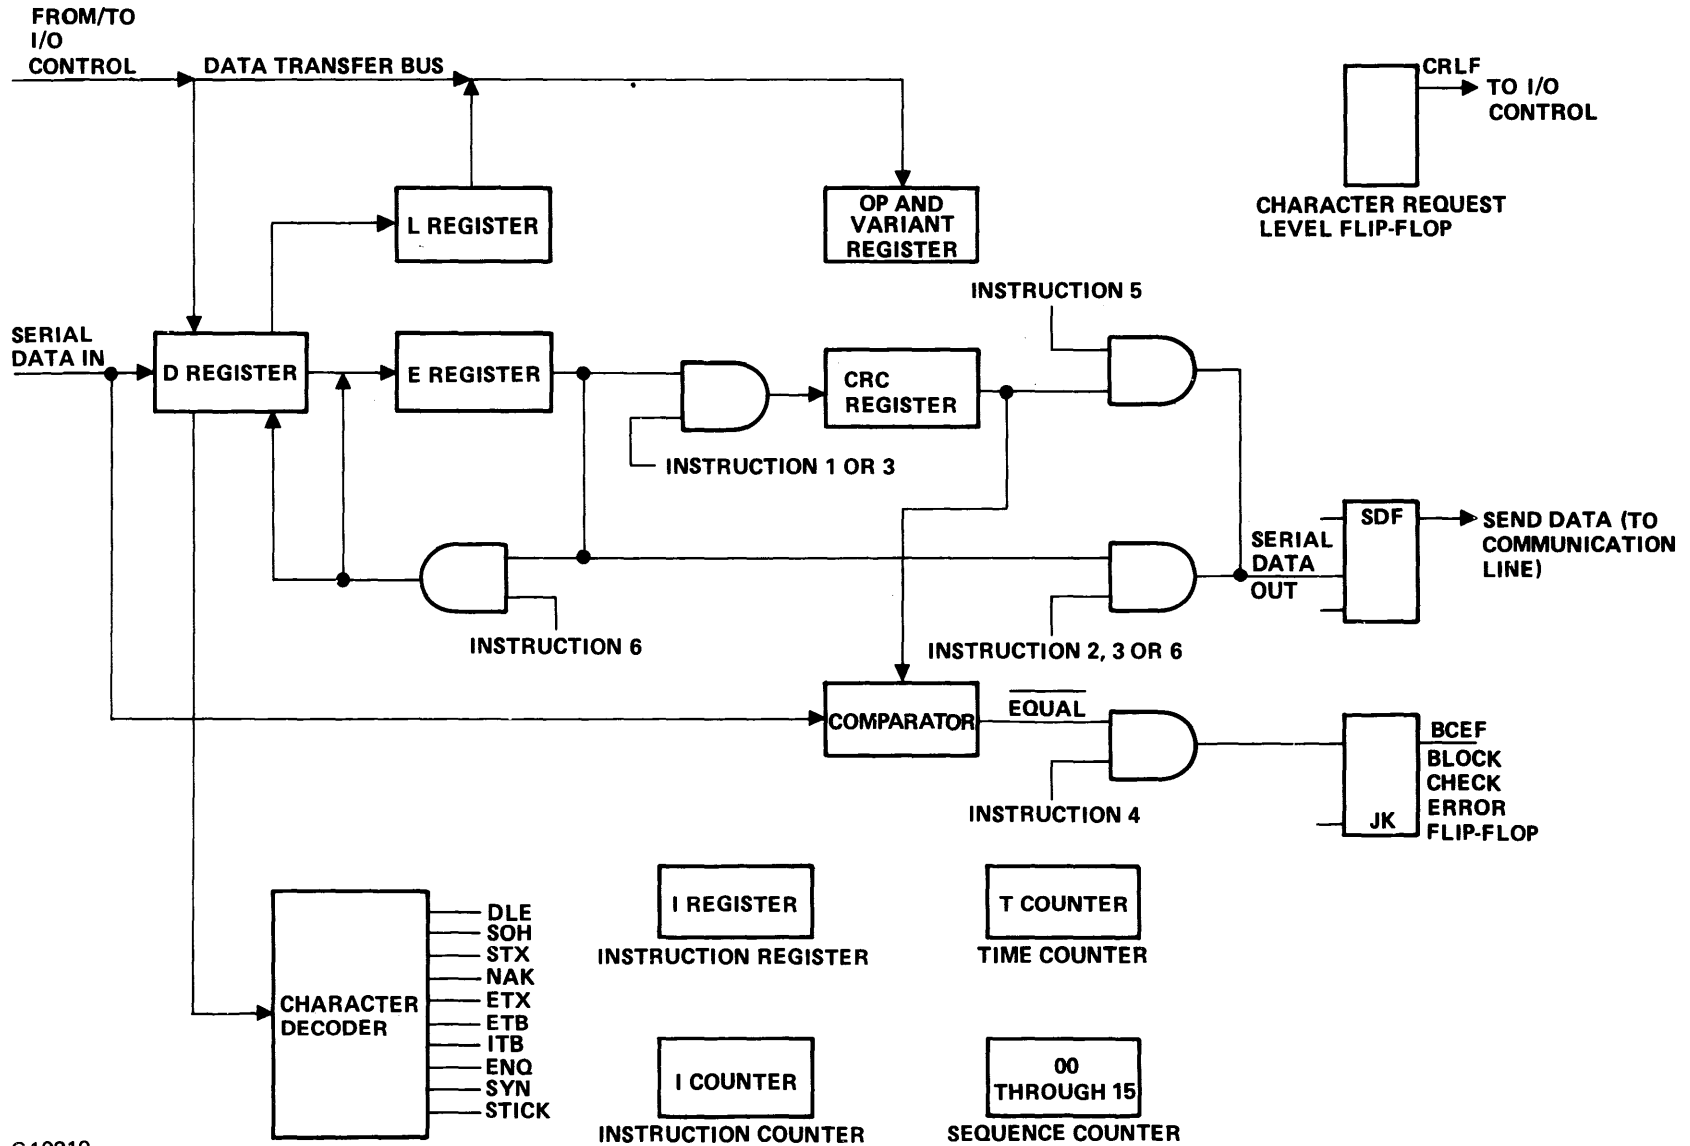 FROM/TO
I/O
CONTROL
DATA TRANSFER BUS
CRLF
TO I/O
CONTROL
L REGISTER
OP AND
VARIANT
REGISTER
CHARACTER REQUEST
LEVEL FLIP-FLOP
INSTRUCTION 5
SERIAL
DATA IN
D REGISTER
E REGISTER
CRC
REGISTER
INSTRUCTION 1 OR 3
SDF
SEND DATA (TO
COMMUNICATION
LINE)
SERIAL
DATA
OUT
INSTRUCTION 6
INSTRUCTION 2, 3 OR 6
COMPARATOR
EQUAL
INSTRUCTION 4
JK
BCEF
BLOCK
CHECK
ERROR
FLIP-FLOP
CHARACTER
DECODER
DLE
SOH
STX
NAK
ETX
ETB
ITB
ENQ
SYN
STICK
I REGISTER
INSTRUCTION REGISTER
T COUNTER
TIME COUNTER
I COUNTER
INSTRUCTION COUNTER
00
THROUGH 15
SEQUENCE COUNTER